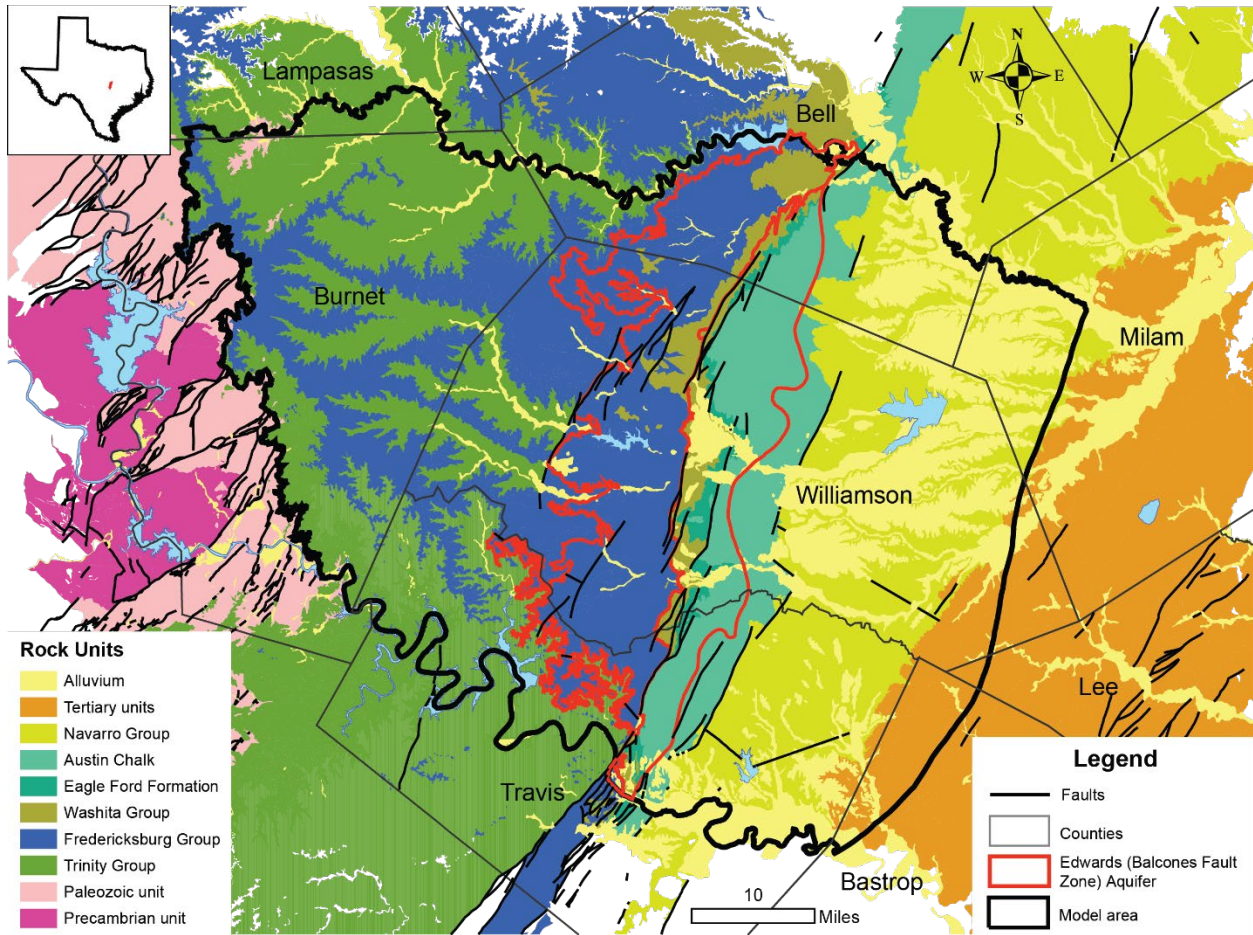 Lampasas
N
W E
S
Bell
Burnet
Milam
Williamson
Lee
Travis
Bastrop
10
Miles
Rock Units
Alluvium
Tertiary units
Navarro Group
Austin Chalk
Eagle Ford Formation
Washita Group
Fredericksburg Group
Trinity Group
Paleozoic unit
Precambrian unit
Legend
Faults
Counties
Edwards (Balcones Fault
Zone) Aquifer
Model area